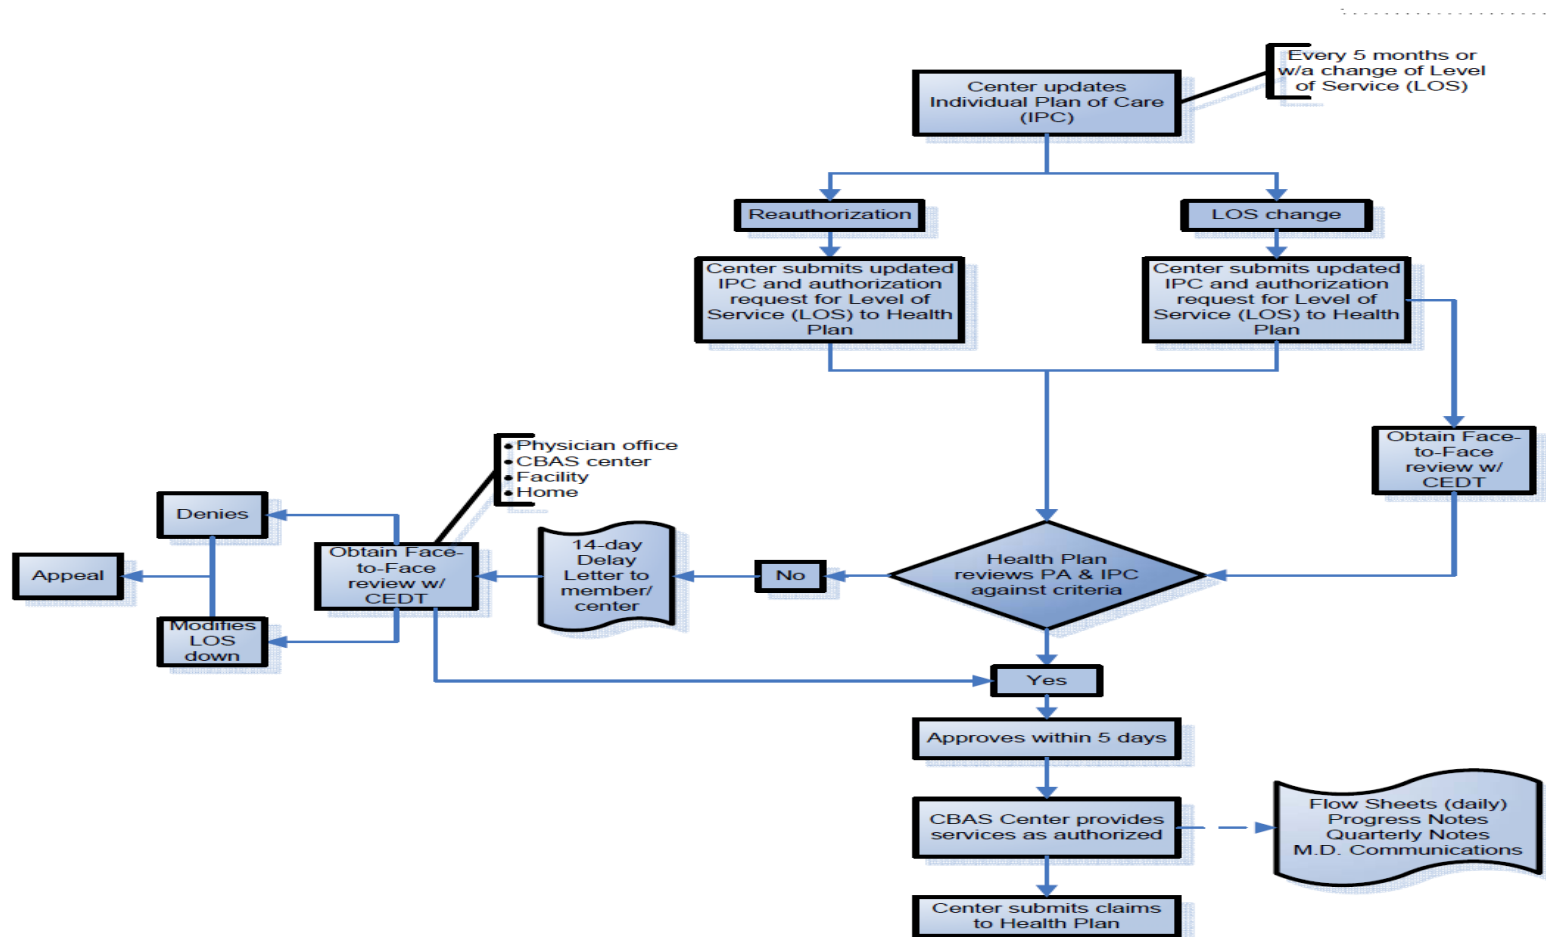 Every 5 months or
w/a change of Level
of Service (LOS)
Center updates
Individual Plan of Care
(IPC)
Reauthorization
LOS change
Center submits updated
IPC and authorization
request for Level of
Service (LOS) to Health
Plan
Center submits updated
IPC and authorization
request for Level of
Service (LOS) to Health
Plan
Obtain Face-
to-Face
review w/
CEDT
• Physician office
• CBAS center
• Facility
• Home
Denies
Appeal
Modifies
LOS
down
Obtain Face-
to-Face
review w/
CEDT
14-day
Delay
Letter to
member/
center
No
Health Plan
reviews PA & IPC
against criteria
Yes
Approves within 5 days
CBAS Center provides
services as authorized
Flow Sheets (daily)
Progress Notes
Quarterly Notes
M.D. Communications
Center submits claims
to Health Plan